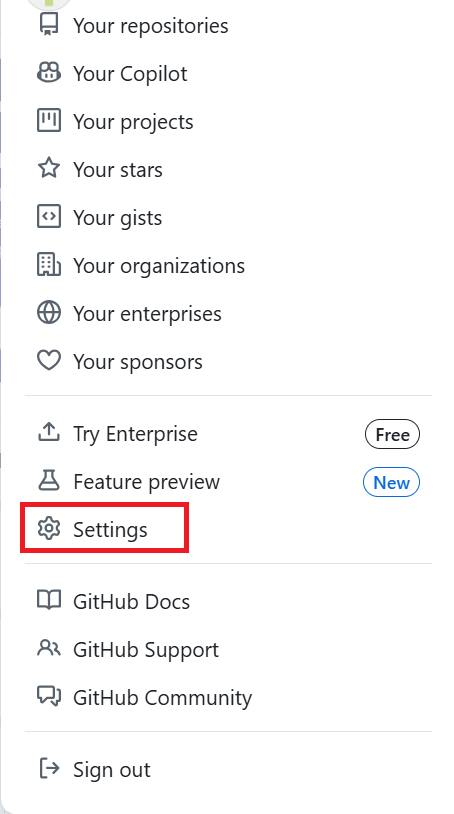 Your repositories
Your Copilot
Your projects
Your stars
Your gists
Your organizations
Your enterprises
Your sponsors
Try Enterprise Free
Feature preview New
Settings
GitHub Docs
GitHub Support
GitHub Community
Sign out